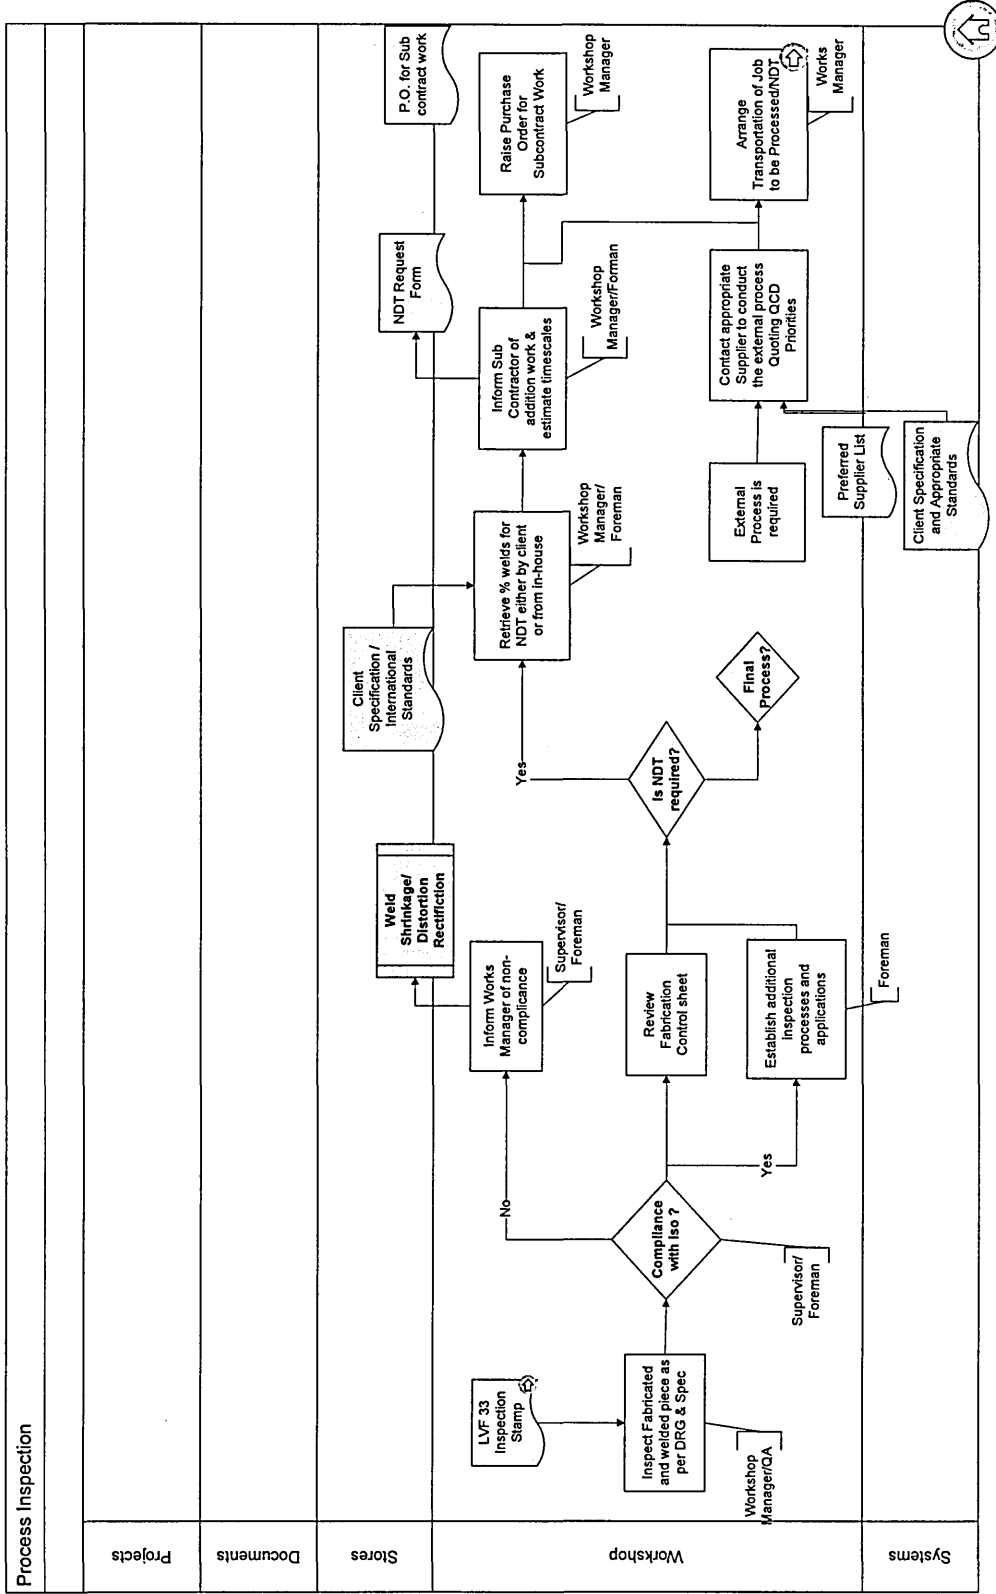 Process Inspection
Projects
Documents
Stores
Workshop
Systems
LVF 33
Inspection
Stamp
Inspect Fabricated
and welded piece as
per DRG & Spec
Workshop
Manager/QA
Compliance
with Iso ?
Supervisor/
Foreman
No
Yes
Inform Works
Manager of non-
complicance
Supervisor/
Foreman
Weld
Shrinkage/
Distortion
Rectifiction
Review
Fabrication
Control sheet
Establish additional
inspection
processes and
applications
Foreman
Is NDT
required?
Yes
Final
Process?
Client
Specification /
International
Standards
Retrieve % welds for
NDT either by client
or from in-house
Workshop
Manager/
Foreman
Inform Sub
Contractor of
addition work &
estimate timescales
Workshop
Manager/Forman
NDT Request
Form
Raise Purchase
Order for
Subcontract Work
Workshop
Manager
P.O. for Sub
contract work
External
Process is
required
Preferred
Supplier List
Client Specification
and Appropriate
Standards
Contact appropriate
Supplier to conduct
the external process
Quoting QCD
Priorities
Arrange
Transportation of Job
to be Processed/NDT
Works
Manager